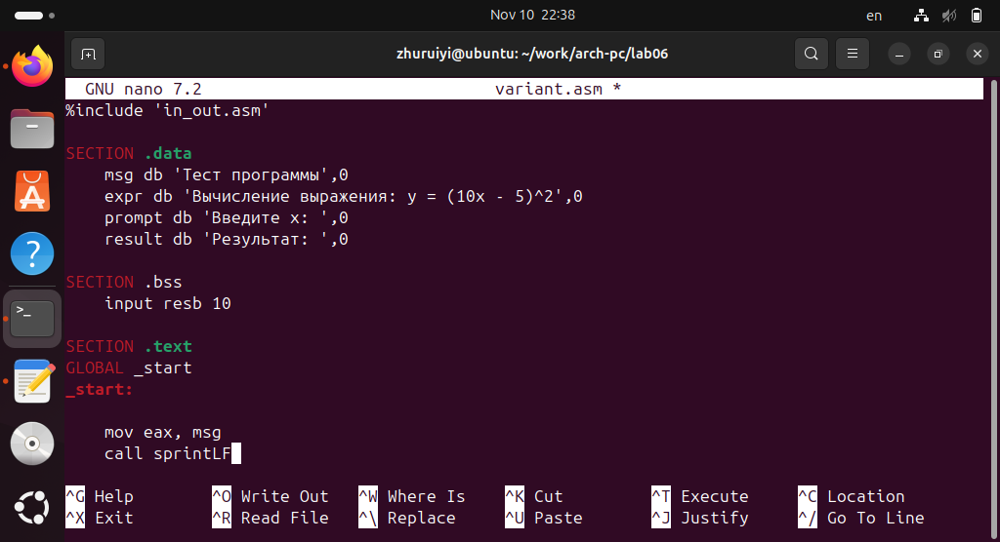 Nov 10 22:38
en
zhuruiyi@ubuntu: ~/work/arch-pc/lab06
GNU nano 7.2 variant.asm *
%include 'in_out.asm'
SECTION .data
msg db 'Тест программы',0
expr db 'Вычисление выражения: y = (10x - 5)^2',0
prompt db 'Введите x: ',0
result db 'Результат: ',0
SECTION .bss
input resb 10
SECTION .text
GLOBAL _start
_start:
mov eax, msg
call sprintLF
^G Help ^O Write Out ^W Where Is ^K Cut ^T Execute ^C Location
^X Exit ^R Read File ^\ Replace ^U Paste ^J Justify ^/ Go To Line